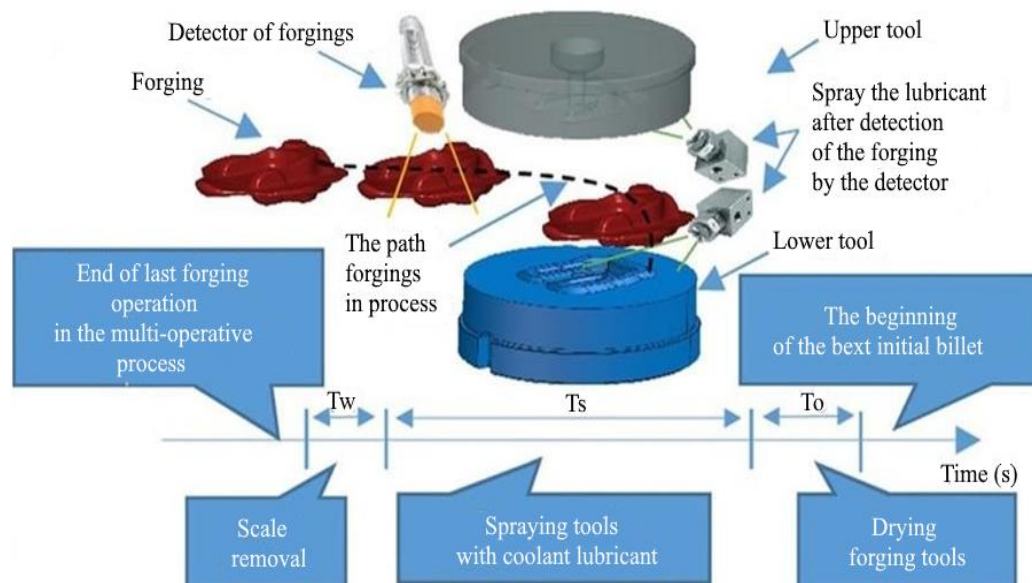 Detector of forgings
Forging
Upper tool
Spray the lubricant
after detection
of the forging
by the detector
The path
forgings
in process
Lower tool
End of last forging
operation
in the multi-operative
process
The beginning
of the bext initial billet
Tw
Ts
To
Time (s)
Scale
removal
Spraying tools
with coolant lubricant
Drying
forging tools